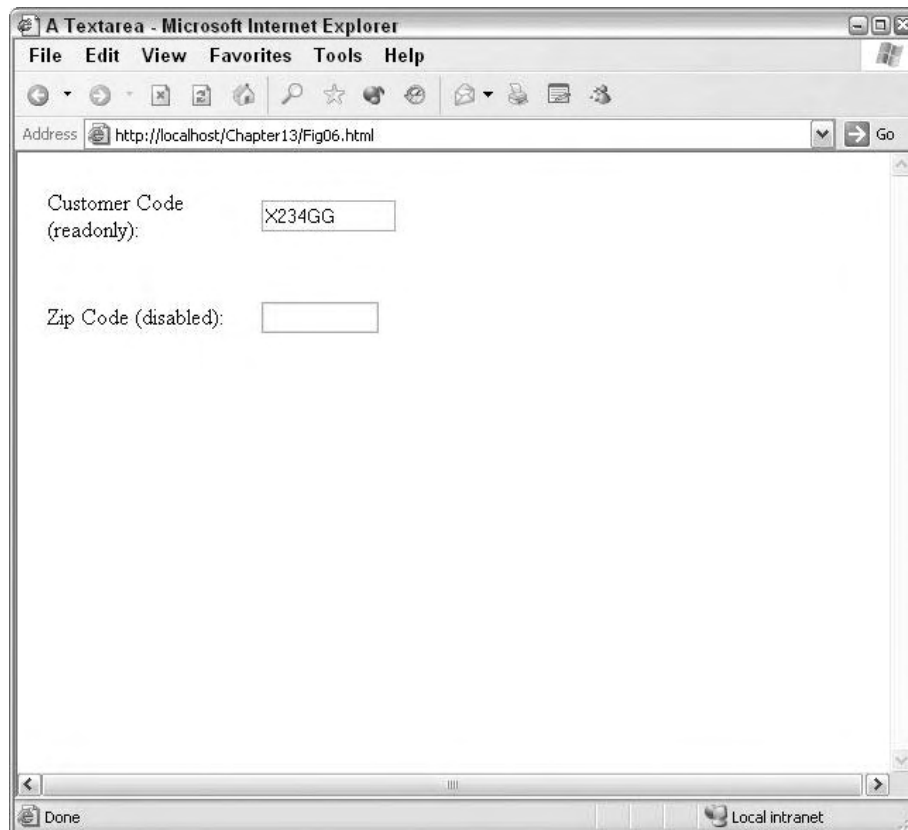 A Textarea - Microsoft Internet Explorer
File Edit View Favorites Tools Help
Address http://localhost/Chapter13/Fig06.html Go
Customer Code
(readonly):
X234GG
Zip Code (disabled):
Done Local intranet